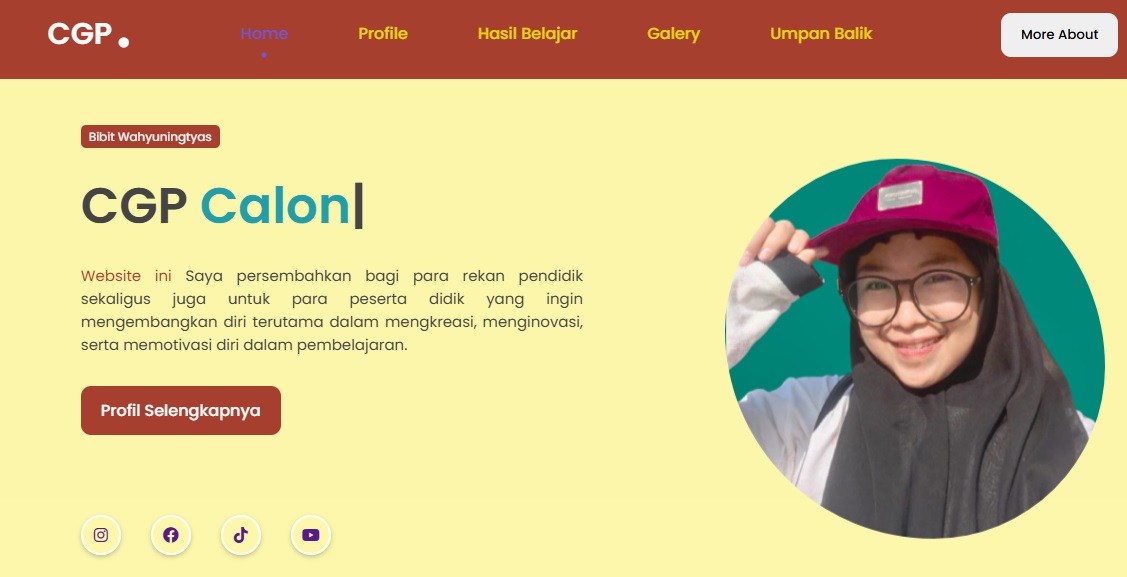 CGP.
Home
Profile
Hasil Belajar
Galery
Umpan Balik
More About
Bibit Wahyuningtyas
CGP Calon|
Website ini Saya persembahkan bagi para rekan pendidik
sekaligus juga untuk para peserta didik yang ingin
mengembangkan diri terutama dalam mengkreasi, menginovasi,
serta memotivasi diri dalam pembelajaran.
Profil Selengkapnya